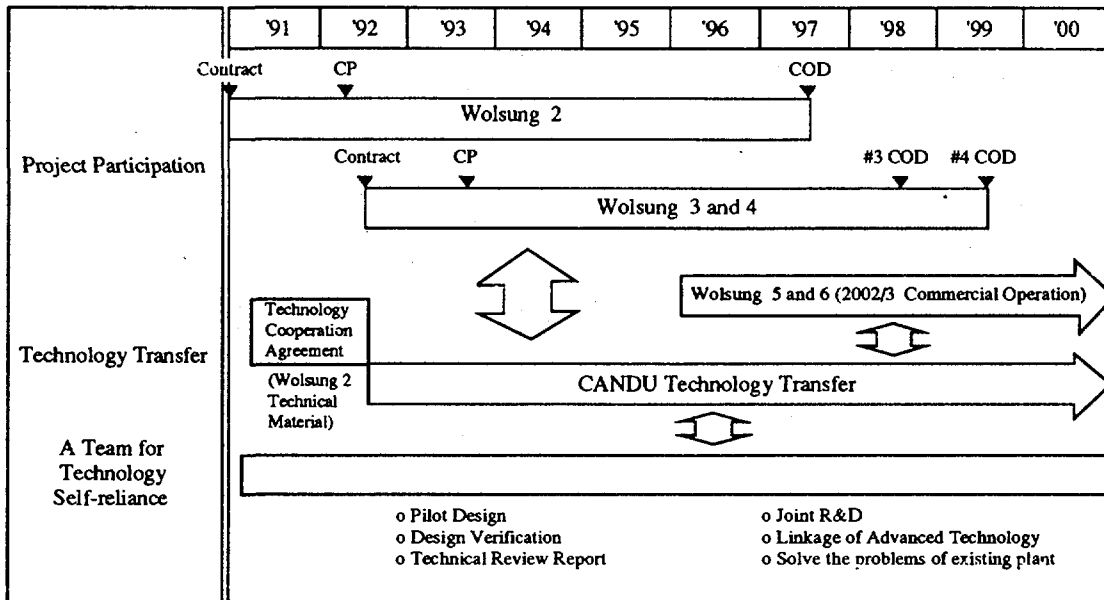 '91 '92 '93 '94 '95 '96 '97 '98 '99 '00
Contract CP COD
Wolsung 2
Project Participation
Contract CP #3 COD #4 COD
Wolsung 3 and 4
Wolsung 5 and 6 (2002/3 Commercial Operation)
Technology Transfer
Technology
Cooperation
Agreement
(Wolsung 2
Technical
Material)
CANDU Technology Transfer
A Team for
Technology
Self-reliance
o Pilot Design
o Design Verification
o Technical Review Report
o Joint R&D
o Linkage of Advanced Technology
o Solve the problems of existing plant